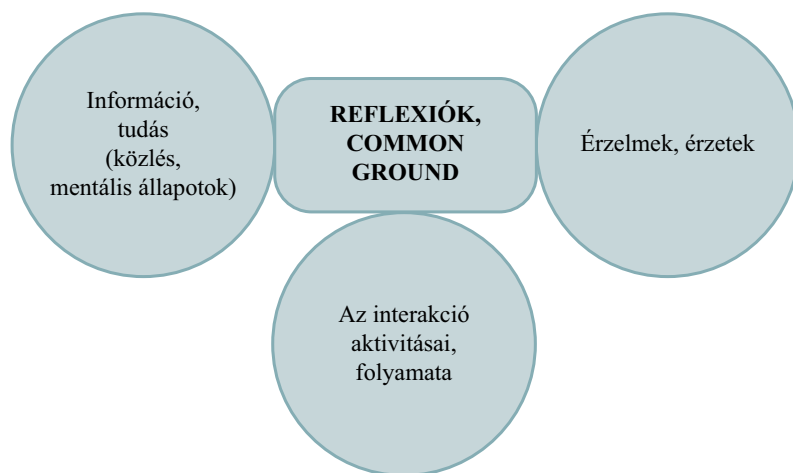 Információ,
tudás
(közlés,
mentális állapotok)
REFLEXIÓK,
COMMON
GROUND
Érzelmek, érzetek
Az interakció
aktivitásai,
folyamata